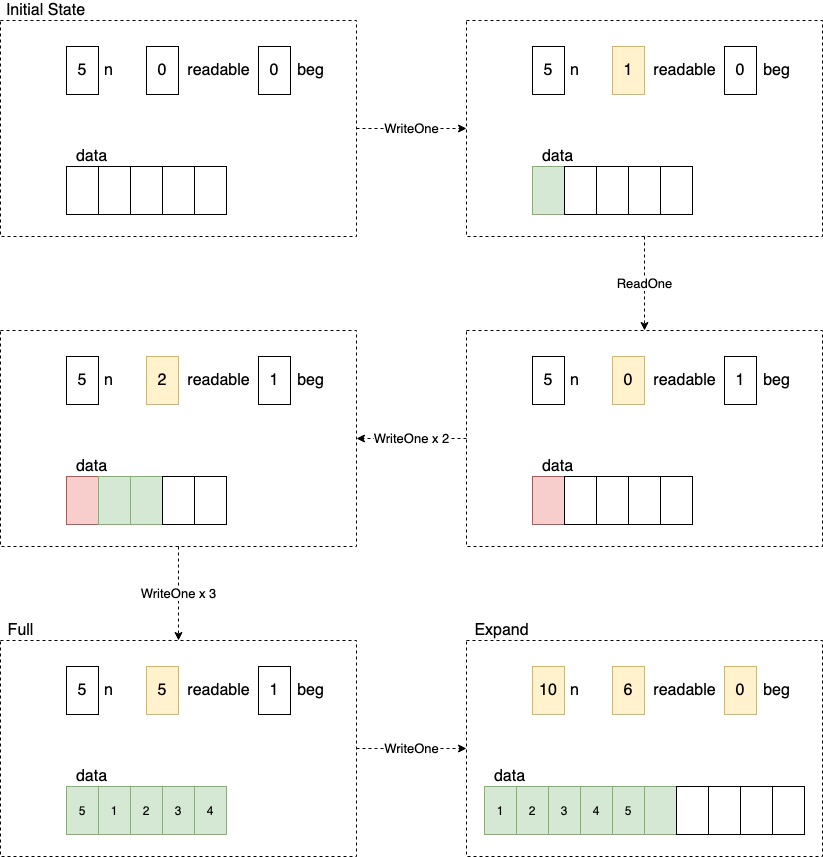 Initial State
5 n 0 readable 0 beg
data
WriteOne
5 n 1 readable 0 beg
data
ReadOne
5 n 0 readable 1 beg
data
WriteOne x 2
5 n 2 readable 1 beg
data
WriteOne x 3
Full
5 n 5 readable 1 beg
data
5 1 2 3 4
WriteOne
Expand
10 n 6 readable 0 beg
data
1 2 3 4 5